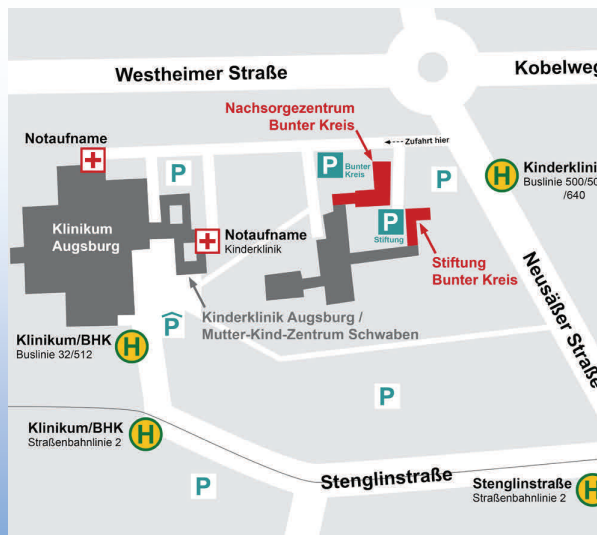 Westheimer Straße
Kobelweg
Nachsorgezentrum
Bunter Kreis
Notaufname
Zufahrt hier
P
Bunter
Kreis
P
P
H
Kinderklini
Buslinie 500/50
/640
Klinikum
Augsburg
Notaufname
Kinderklinik
P
Stiftung
Stiftung
Bunter Kreis
Neusäßer Straße
Kinderklinik Augsburg /
Mutter-Kind-Zentrum Schwaben
P
Klinikum/BHK
Buslinie 32/512
H
P
Klinikum/BHK
Straßenbahnlinie 2
H
P
Stenglinstraße
Stenglinstraße
Straßenbahnlinie 2
H